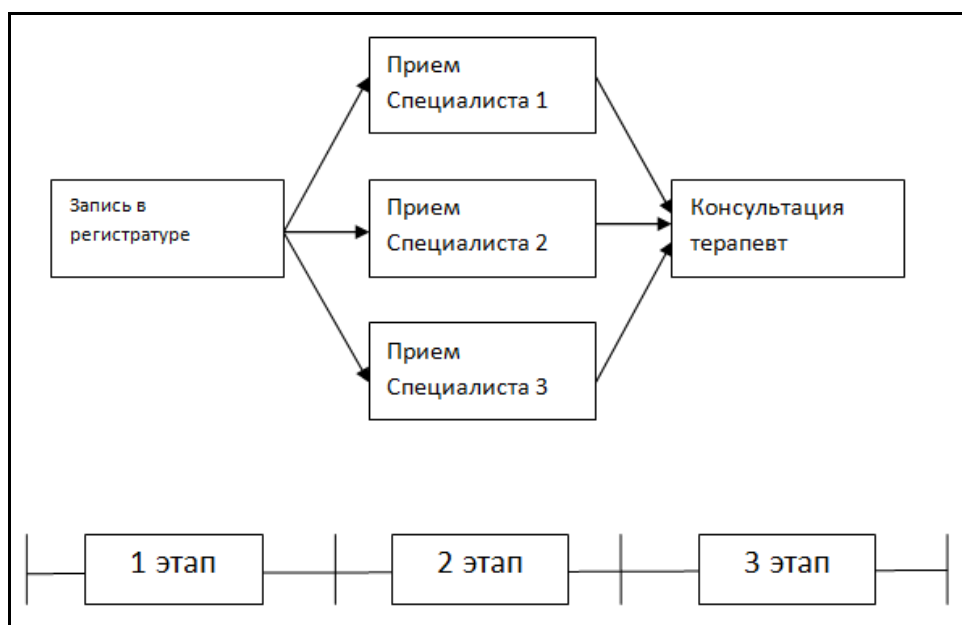 Прием
Специалиста 1
Запись в
регистратуре
Прием
Специалиста 2
Консультация
терапевт
Прием
Специалиста 3
1 этап
2 этап
3 этап